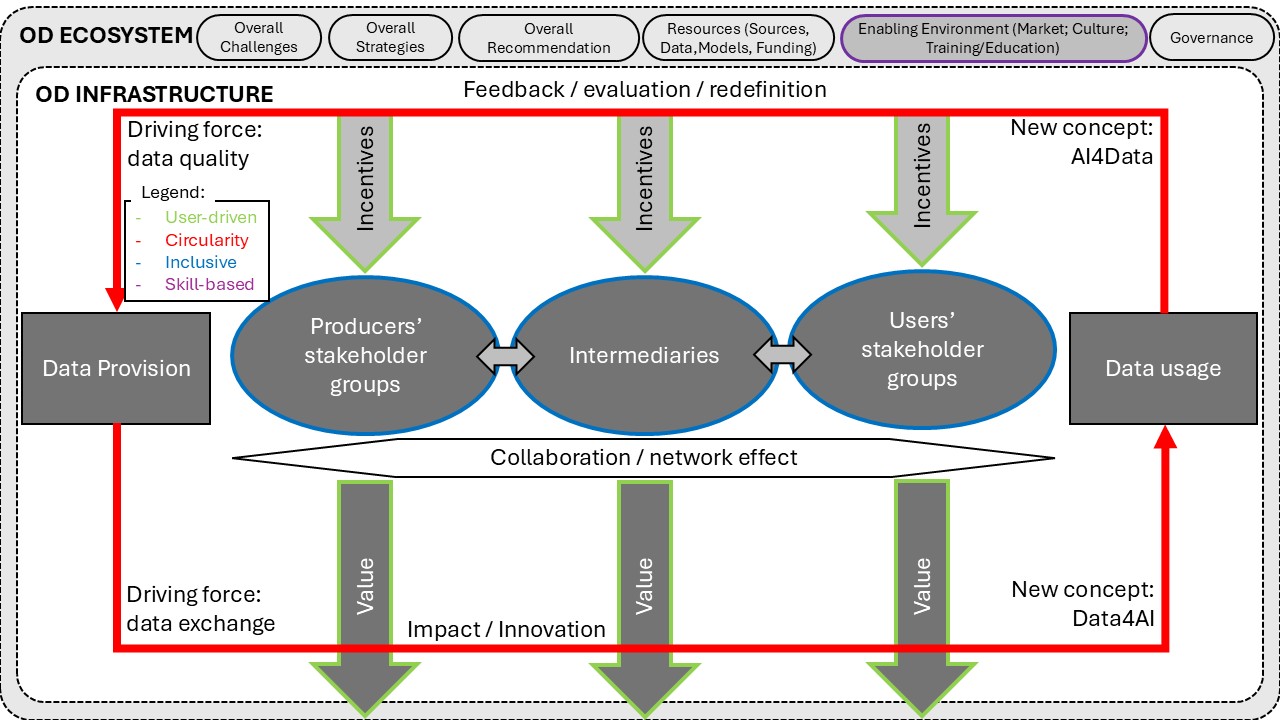 OD ECOSYSTEM
Overall
Challenges
Overall
Strategies
Overall
Recommendation
Resources (Sources,
Data,Models, Funding)
Enabling Environment (Market; Culture;
Training/Education)
Governance
OD INFRASTRUCTURE
Feedback / evaluation / redefinition
Driving force:
data quality
Incentives
Incentives
Incentives
New concept:
AI4Data
Legend:
- User-driven
- Circularity
- Inclusive
- Skill-based
Data Provision
Producers’
stakeholder
groups
Intermediaries
Users’
stakeholder
groups
Data usage
Collaboration / network effect
Value
Value
Value
Driving force:
data exchange
Impact / Innovation
New concept:
Data4AI